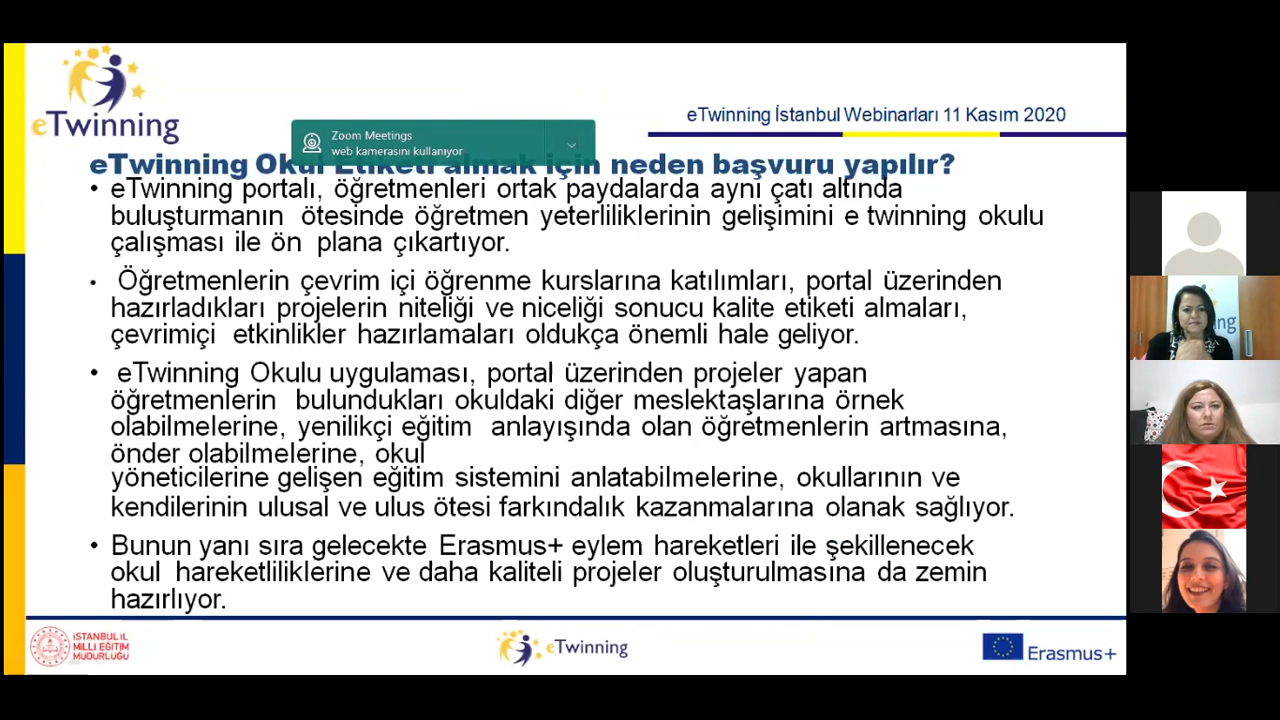 eTwinning
eTwinning İstanbul Webinarları 11 Kasım 2020
Zoom Meetings
web kamerasını kullanıyor
eTwinning Okul Etiketi almak için neden başvuru yapılır?
• eTwinning portalı, öğretmenleri ortak paydalarda ayni çatı altında
buluşturmanın ötesinde öğretmen yeterliliklerinin gelişimini e twinning okulu
çalışması ile ön plana çıkartıyor.
• Öğretmenlerin çevrim içi öğrenme kurslarına katılımları, portal üzerinden
hazırladıkları projelerin niteliği ve niceliği sonucu kalite etiketi almaları,
çevrimiçi etkinlikler hazırlamaları oldukça önemli hale geliyor.
• eTwinning Okulu uygulaması, portal üzerinden projeler yapan
öğretmenlerin bulundukları okuldaki diğer meslektaşlarına örnek
olabilmelerine, yenilikçi eğitim anlayışında olan öğretmenlerin artmasına,
önder olabilmelerine, okul
yöneticilerine gelişen eğitim sistemini anlatabilmelerine, okullarının ve
kendilerinin ulusal ve ulus ötesi farkındalık kazanmalarına olanak sağlıyor.
• Bunun yanı sıra gelecekte Erasmus+ eylem hareketleri ile şekillenecek
okul hareketliliklerine ve daha kaliteli projeler oluşturulmasına da zemin
hazırlıyor.
İSTANBUL İL
MİLLİ EĞİTİM
MÜDÜRLÜĞÜ
eTwinning
Erasmus+